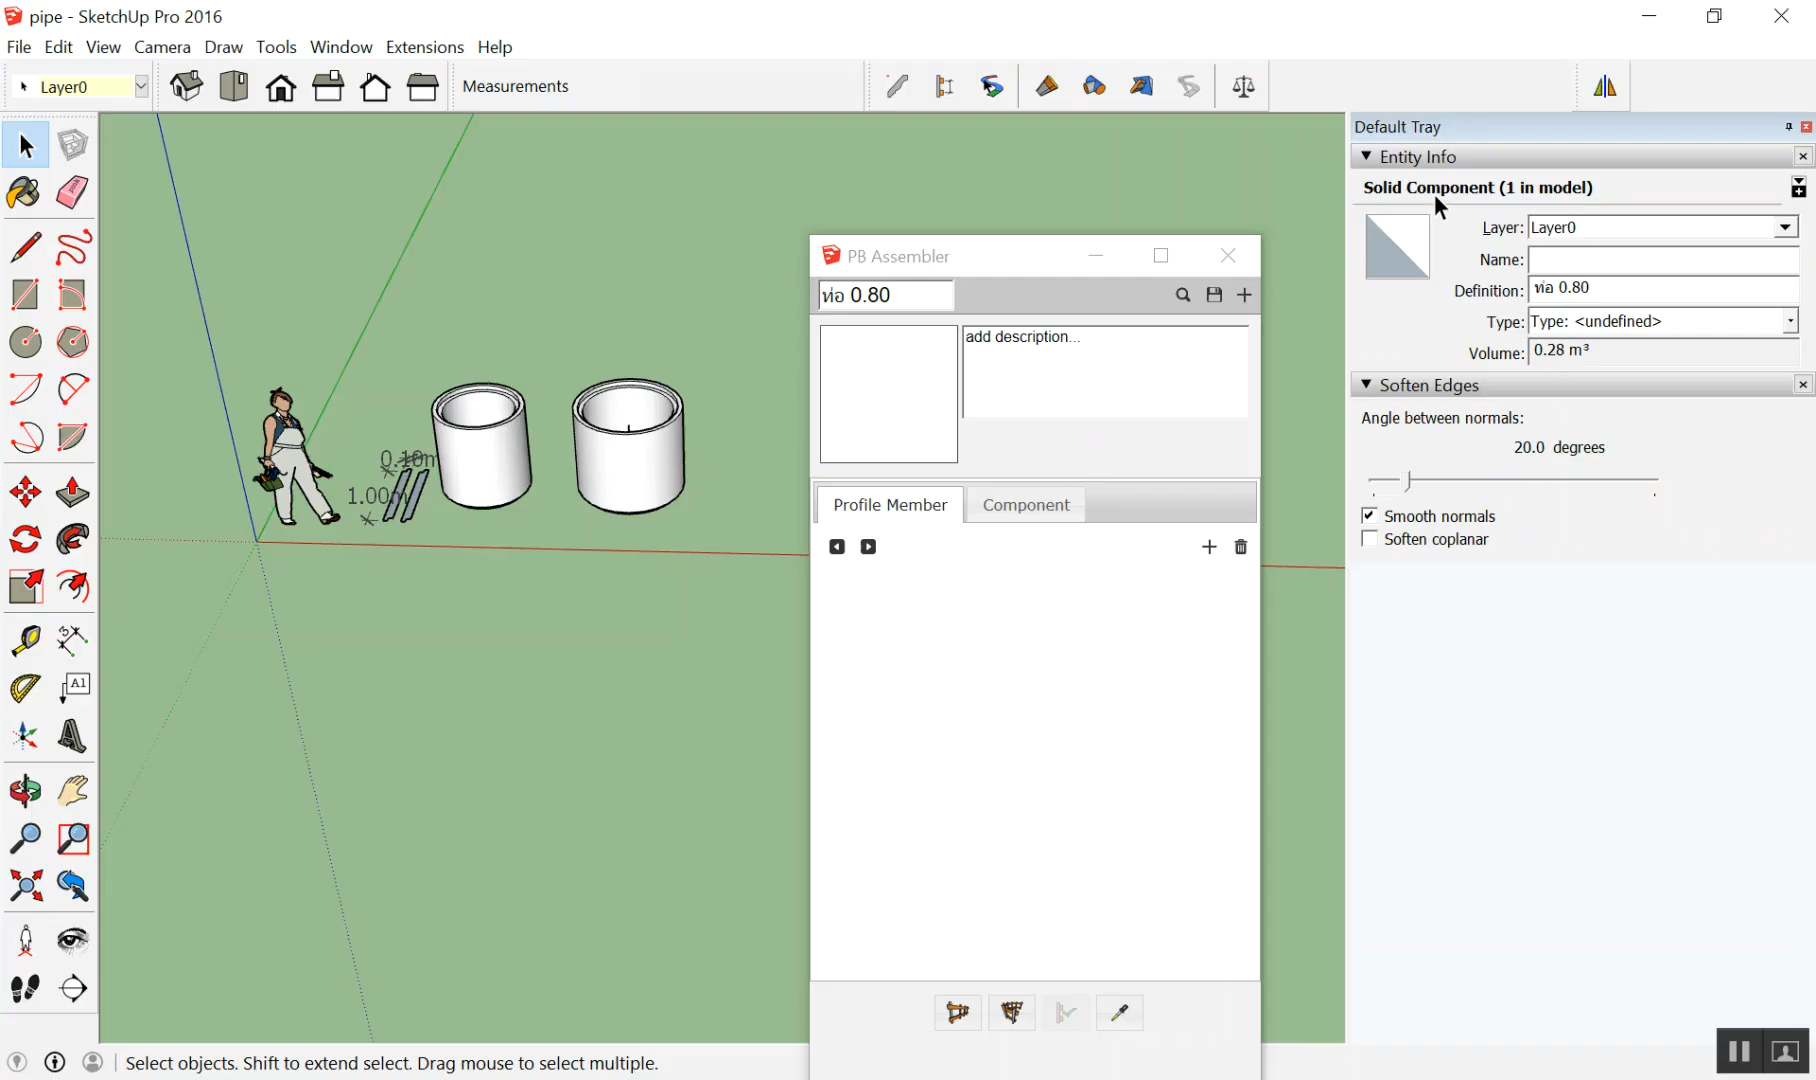 pipe - SketchUp Pro 2016
File Edit View Camera Draw Tools Window Extensions Help
Layer0
Measurements
Default Tray
Entity Info
Solid Component (1 in model)
Layer: Layer0
Name:
Definition: ท่อ 0.80
Type: Type: <undefined>
Volume: 0.28 m³
Soften Edges
Angle between normals:
20.0 degrees
Smooth normals
Soften coplanar
PB Assembler
ท่อ 0.80
add description...
Profile Member Component
0.10m
1.00m
A1
Select objects. Shift to extend select. Drag mouse to select multiple.